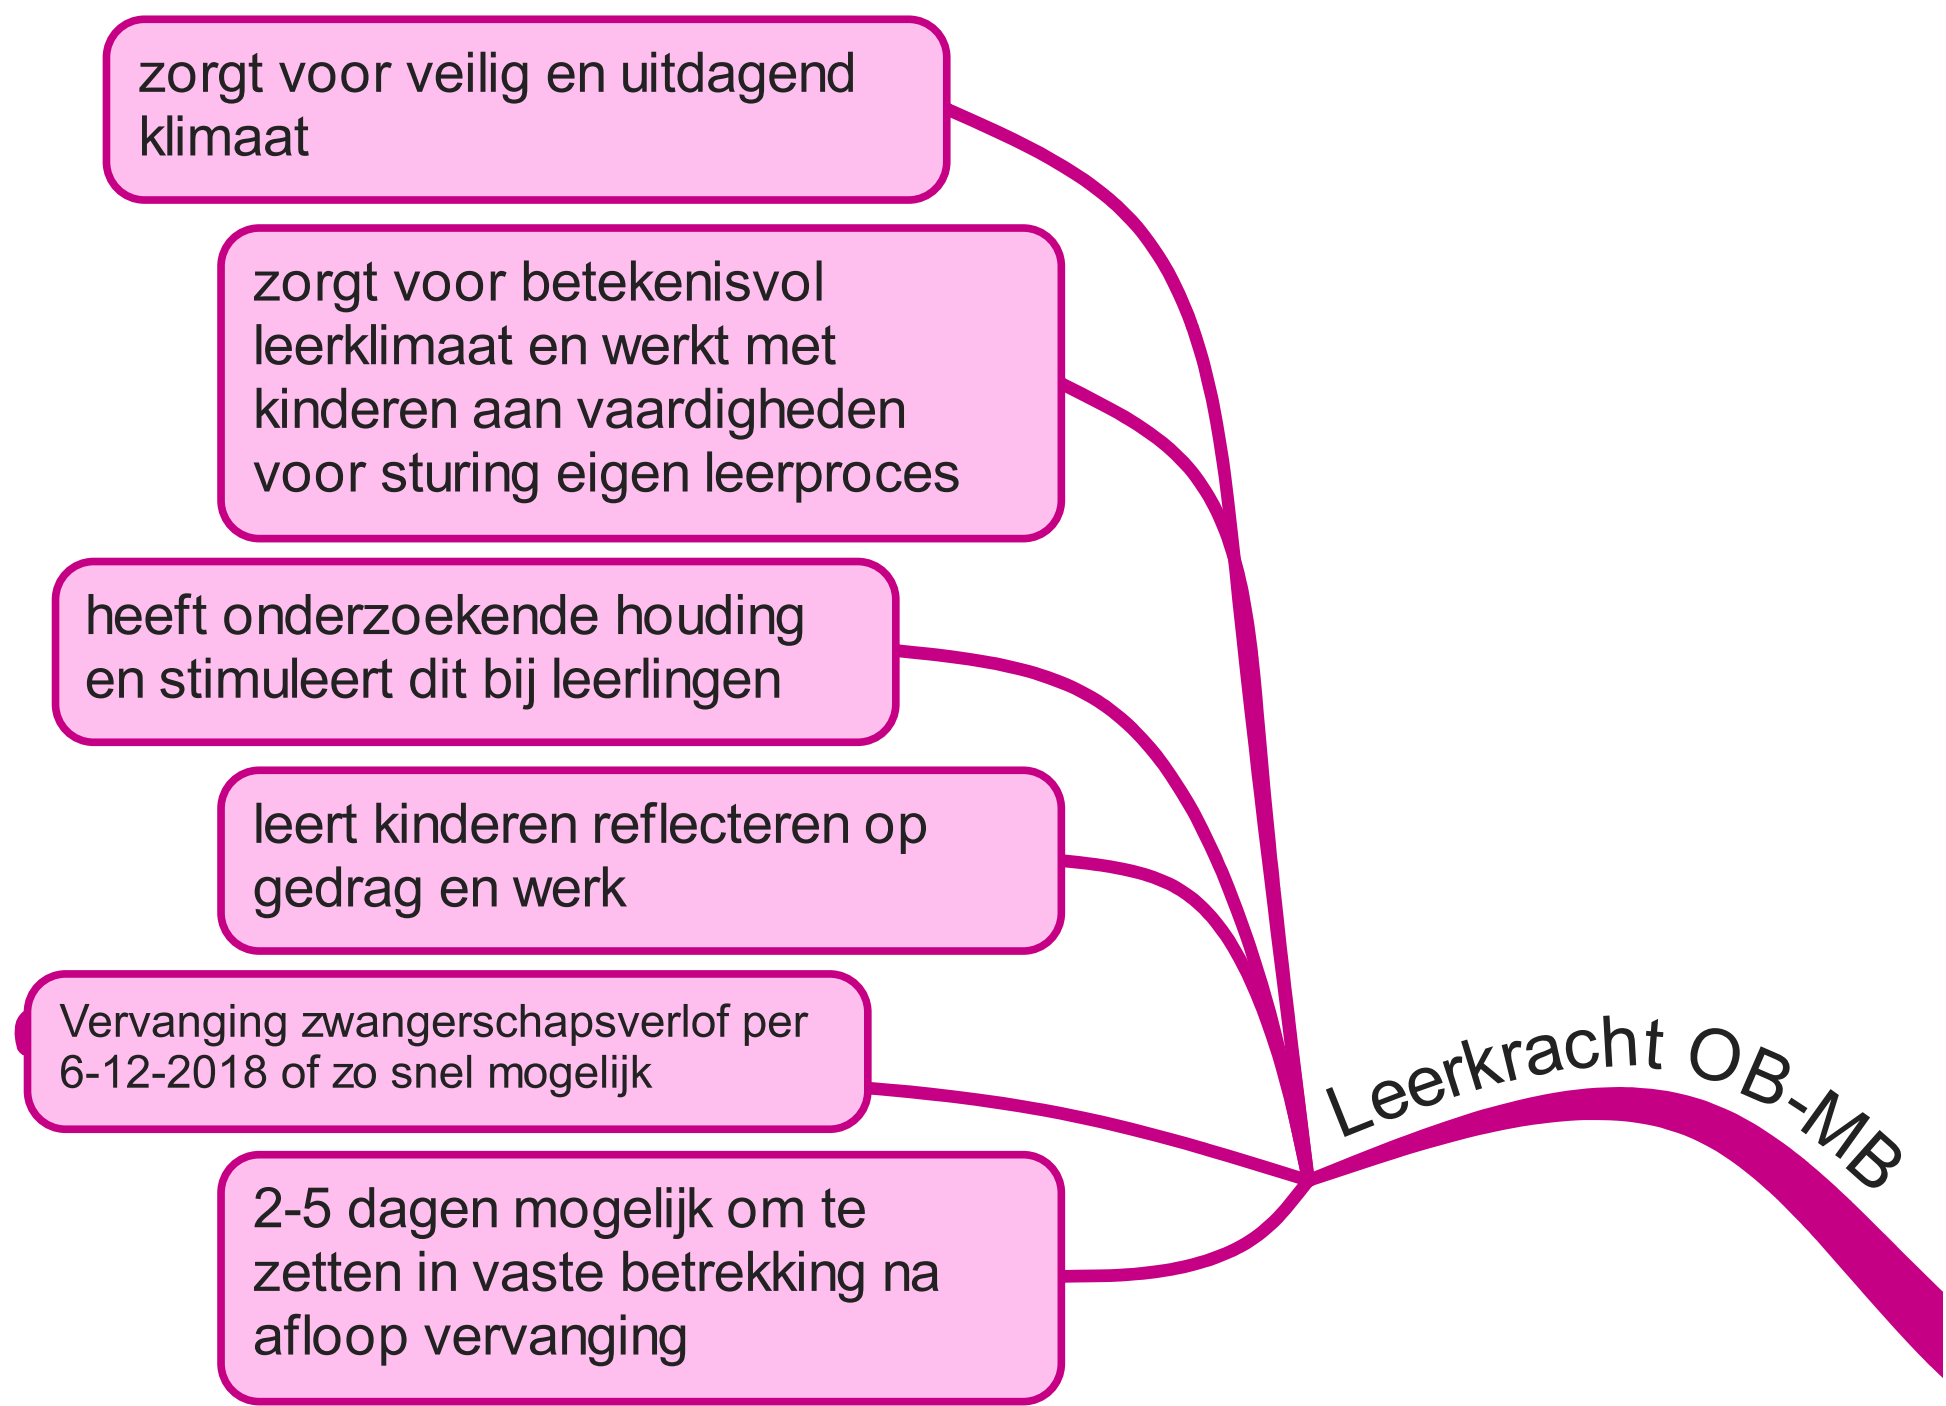 zorgt voor veilig en uitdagend
klimaat
zorgt voor betekenisvol
leerklimaat en werkt met
kinderen aan vaardigheden
voor sturing eigen leerproces
heeft onderzoekende houding
en stimuleert dit bij leerlingen
leert kinderen reflecteren op
gedrag en werk
Vervanging zwangerschapsverlof per
6-12-2018 of zo snel mogelijk
2-5 dagen mogelijk om te
zetten in vaste betrekking na
afloop vervanging
Leerkracht OB-MB